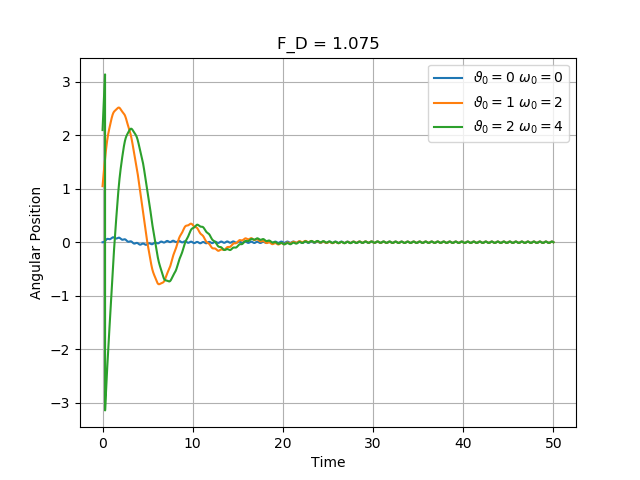 F_D = 1.075
ϑ₀ = 0 ω₀ = 0
ϑ₀ = 1 ω₀ = 2
ϑ₀ = 2 ω₀ = 4
Angular Position
3
2
1
0
−1
−2
−3
0 10 20 30 40 50
Time